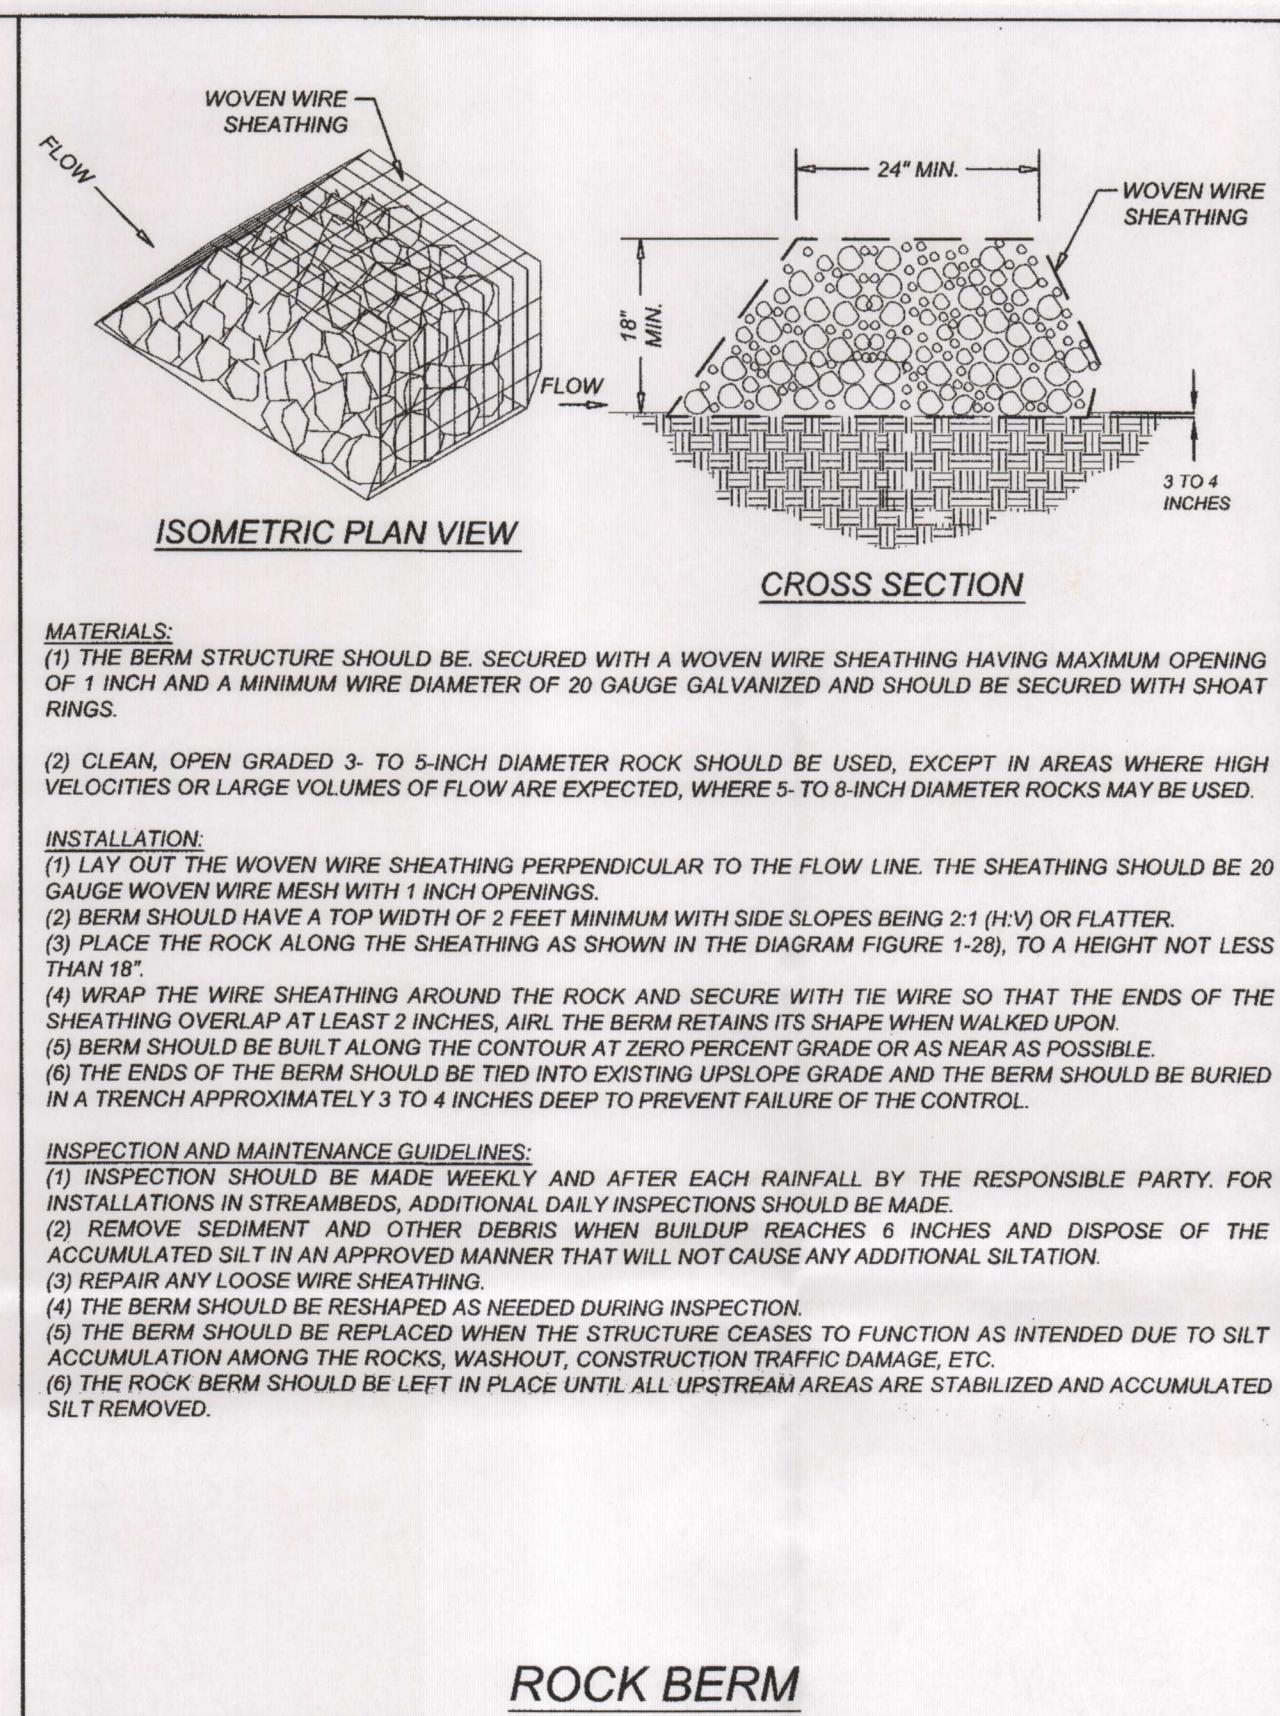 WOVEN WIRE
SHEATHING
FLOW
24" MIN.
WOVEN WIRE
SHEATHING
18"
MIN.
FLOW
3 TO 4
INCHES
ISOMETRIC PLAN VIEW
CROSS SECTION
MATERIALS:
(1) THE BERM STRUCTURE SHOULD BE. SECURED WITH A WOVEN WIRE SHEATHING HAVING MAXIMUM OPENING
OF 1 INCH AND A MINIMUM WIRE DIAMETER OF 20 GAUGE GALVANIZED AND SHOULD BE SECURED WITH SHOAT
RINGS.
(2) CLEAN, OPEN GRADED 3- TO 5-INCH DIAMETER ROCK SHOULD BE USED, EXCEPT IN AREAS WHERE HIGH
VELOCITIES OR LARGE VOLUMES OF FLOW ARE EXPECTED, WHERE 5- TO 8-INCH DIAMETER ROCKS MAY BE USED.
INSTALLATION:
(1) LAY OUT THE WOVEN WIRE SHEATHING PERPENDICULAR TO THE FLOW LINE. THE SHEATHING SHOULD BE 20
GAUGE WOVEN WIRE MESH WITH 1 INCH OPENINGS.
(2) BERM SHOULD HAVE A TOP WIDTH OF 2 FEET MINIMUM WITH SIDE SLOPES BEING 2:1 (H:V) OR FLATTER.
(3) PLACE THE ROCK ALONG THE SHEATHING AS SHOWN IN THE DIAGRAM FIGURE 1-28), TO A HEIGHT NOT LESS
THAN 18".
(4) WRAP THE WIRE SHEATHING AROUND THE ROCK AND SECURE WITH TIE WIRE SO THAT THE ENDS OF THE
SHEATHING OVERLAP AT LEAST 2 INCHES, AIRL THE BERM RETAINS ITS SHAPE WHEN WALKED UPON.
(5) BERM SHOULD BE BUILT ALONG THE CONTOUR AT ZERO PERCENT GRADE OR AS NEAR AS POSSIBLE.
(6) THE ENDS OF THE BERM SHOULD BE TIED INTO EXISTING UPSLOPE GRADE AND THE BERM SHOULD BE BURIED
IN A TRENCH APPROXIMATELY 3 TO 4 INCHES DEEP TO PREVENT FAILURE OF THE CONTROL.
INSPECTION AND MAINTENANCE GUIDELINES:
(1) INSPECTION SHOULD BE MADE WEEKLY AND AFTER EACH RAINFALL BY THE RESPONSIBLE PARTY. FOR
INSTALLATIONS IN STREAMBEDS, ADDITIONAL DAILY INSPECTIONS SHOULD BE MADE.
(2) REMOVE SEDIMENT AND OTHER DEBRIS WHEN BUILDUP REACHES 6 INCHES AND DISPOSE OF THE
ACCUMULATED SILT IN AN APPROVED MANNER THAT WILL NOT CAUSE ANY ADDITIONAL SILTATION.
(3) REPAIR ANY LOOSE WIRE SHEATHING.
(4) THE BERM SHOULD BE RESHAPED AS NEEDED DURING INSPECTION.
(5) THE BERM SHOULD BE REPLACED WHEN THE STRUCTURE CEASES TO FUNCTION AS INTENDED DUE TO SILT
ACCUMULATION AMONG THE ROCKS, WASHOUT, CONSTRUCTION TRAFFIC DAMAGE, ETC.
(6) THE ROCK BERM SHOULD BE LEFT IN PLACE UNTIL ALL UPSTREAM AREAS ARE STABILIZED AND ACCUMULATED
SILT REMOVED.
ROCK BERM